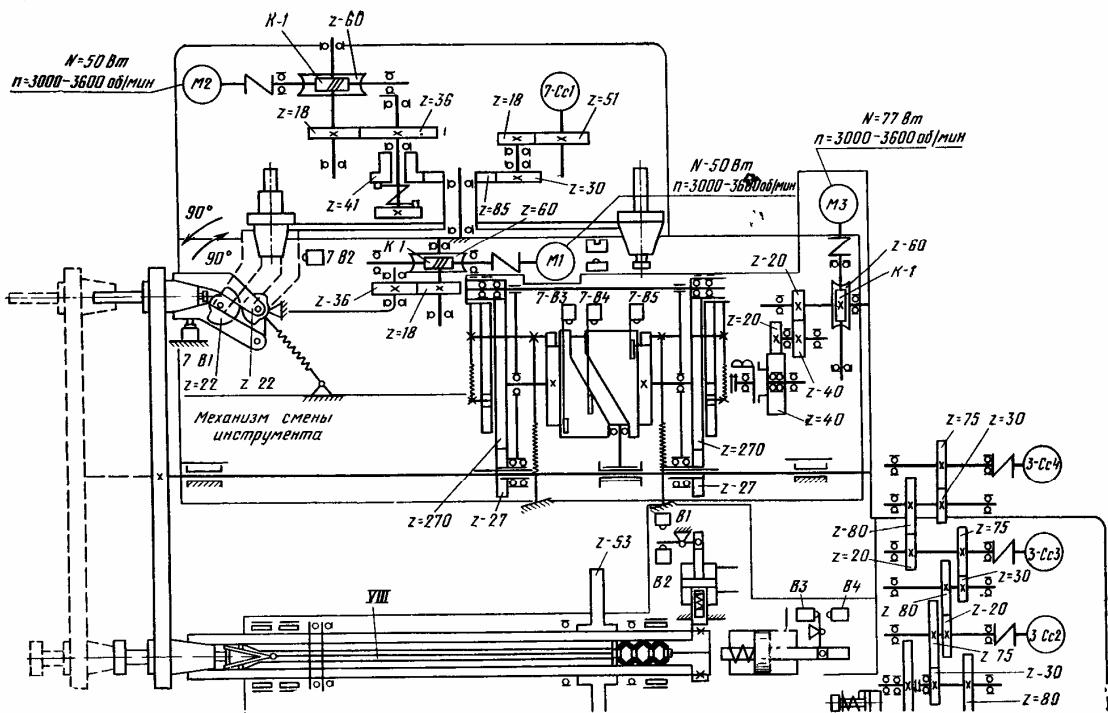 К-1
z-60
N=50 Вт
n=3000-3600 об/мин
М2
z=18
z=36
7-Сс1
z=18
z=51
N=77 Вт
n=3000-3600 об/мин
N-50 Вт
n=3000-3600 об/мин
z=41
z=85
z=30
z=60
М3
90°
90°
7 В2
К 1
М1
z-60
К-1
z-20
z-36
z=18
7-В3
7-В4
7-В5
z=20
7 В1
z=22
z 22
z-40
z=40
Механизм смены
инструмента
z=270
z-27
z=270
z-27
z=75
z=30
3-Сс4
z-80
z=20
z=75
3-Сс3
z=30
z-53
В1
В2
В3
В4
z 80
z-20
3 Сс2
z-75
z-30
z=80
VIII